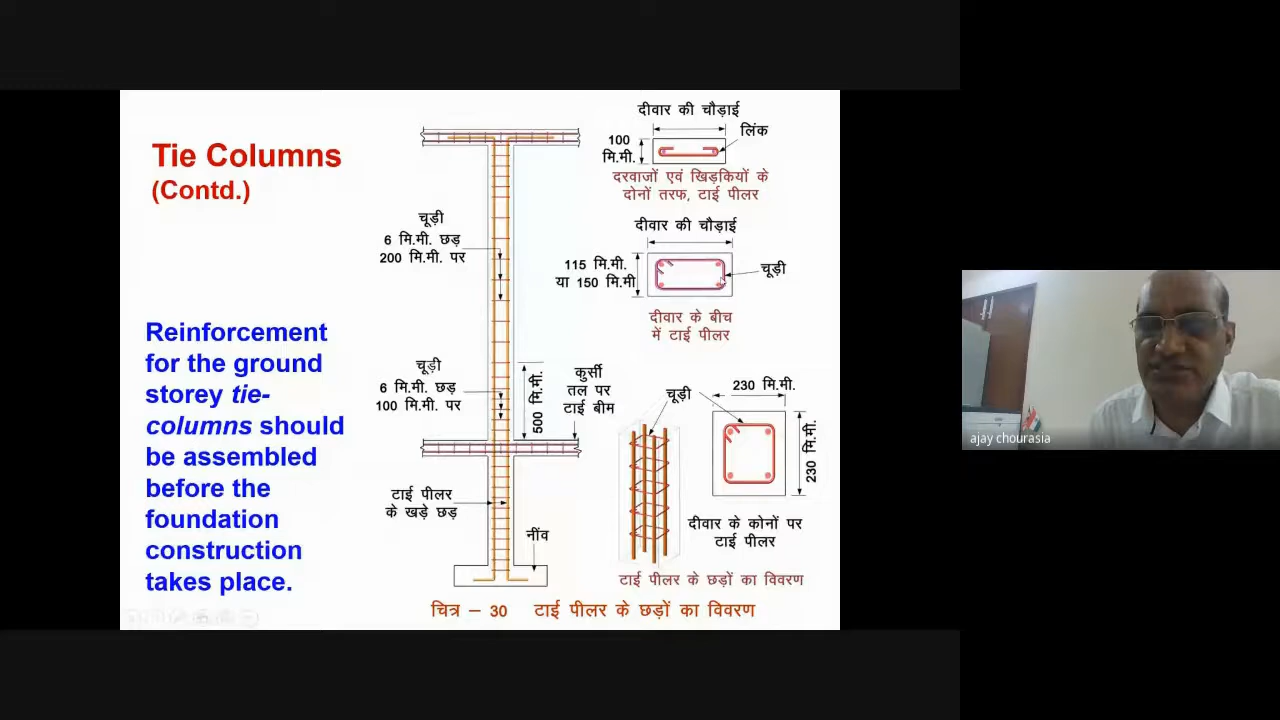 Tie Columns
(Contd.)
Reinforcement
for the ground
storey tie-
columns should
be assembled
before the
foundation
construction
takes place.
चूड़ी
6 मि.मी. छड़
200 मि.मी. पर
चूड़ी
6 मि.मी. छड़
100 मि.मी. पर
500 मि.मी.
कुर्सी
तल पर
टाई बीम
टाई पीलर
के खड़े छड़
नींव
दीवार की चौड़ाई
लिंक
100
मि.मी.
दरवाजों एवं खिड़कियों के
दोनों तरफ, टाई पीलर
दीवार की चौड़ाई
115 मि.मी.
या 150 मि.मी
चूड़ी
दीवार के बीच
में टाई पीलर
चूड़ी
230 मि.मी.
230 मि.मी.
दीवार के कोनों पर
टाई पीलर
टाई पीलर के छड़ों का विवरण
चित्र – 30 टाई पीलर के छड़ों का विवरण
ajay chourasia